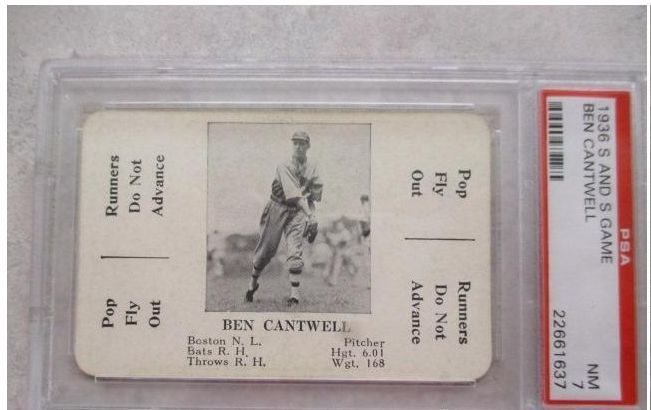 Runners
Do Not
Advance
Pop
Fly
Out
Pop
Fly
Out
Runners
Do Not
Advance
BEN CANTWELL
Boston N. L. Pitcher
Bats R. H. Hgt. 6.01
Throws R. H. Wgt. 168
PSA
1936 S AND S GAME
BEN CANTWELL
NM
7
22661637